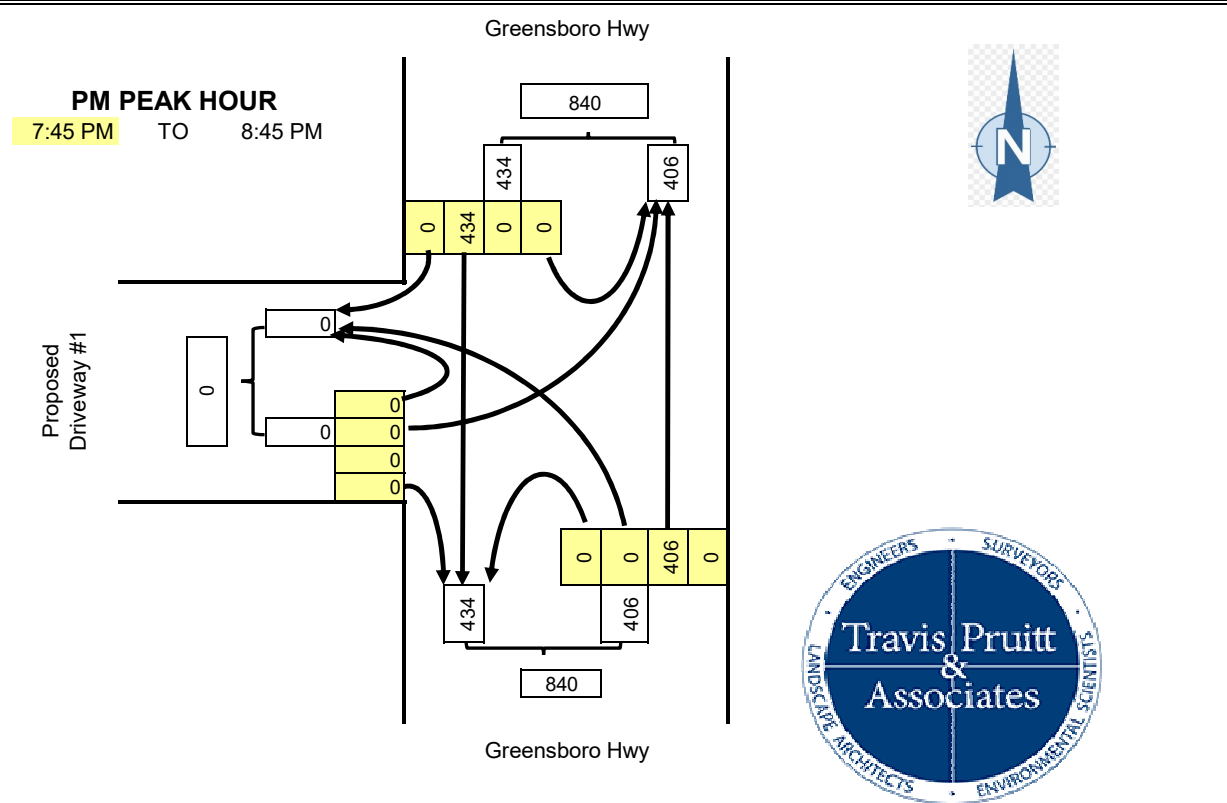 Greensboro Hwy
PM PEAK HOUR
7:45 PM TO 8:45 PM
840
434
406
0 434 0 0
N
0
0
Proposed
Driveway #1
0
0 0
0
0
0 0 406 0
434
406
840
Greensboro Hwy
ENGINEERS · SURVEYORS · ENVIRONMENTAL SCIENTISTS · LANDSCAPE ARCHITECTS ·
Travis Pruitt
&
Associates